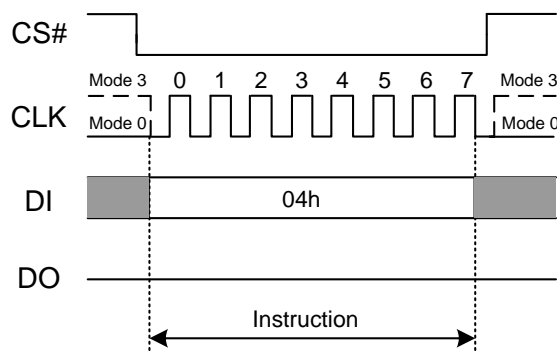 CS#
Mode 3 0 1 2 3 4 5 6 7 Mode 3
CLK
Mode 0 Mode 0
DI 04h
DO
Instruction